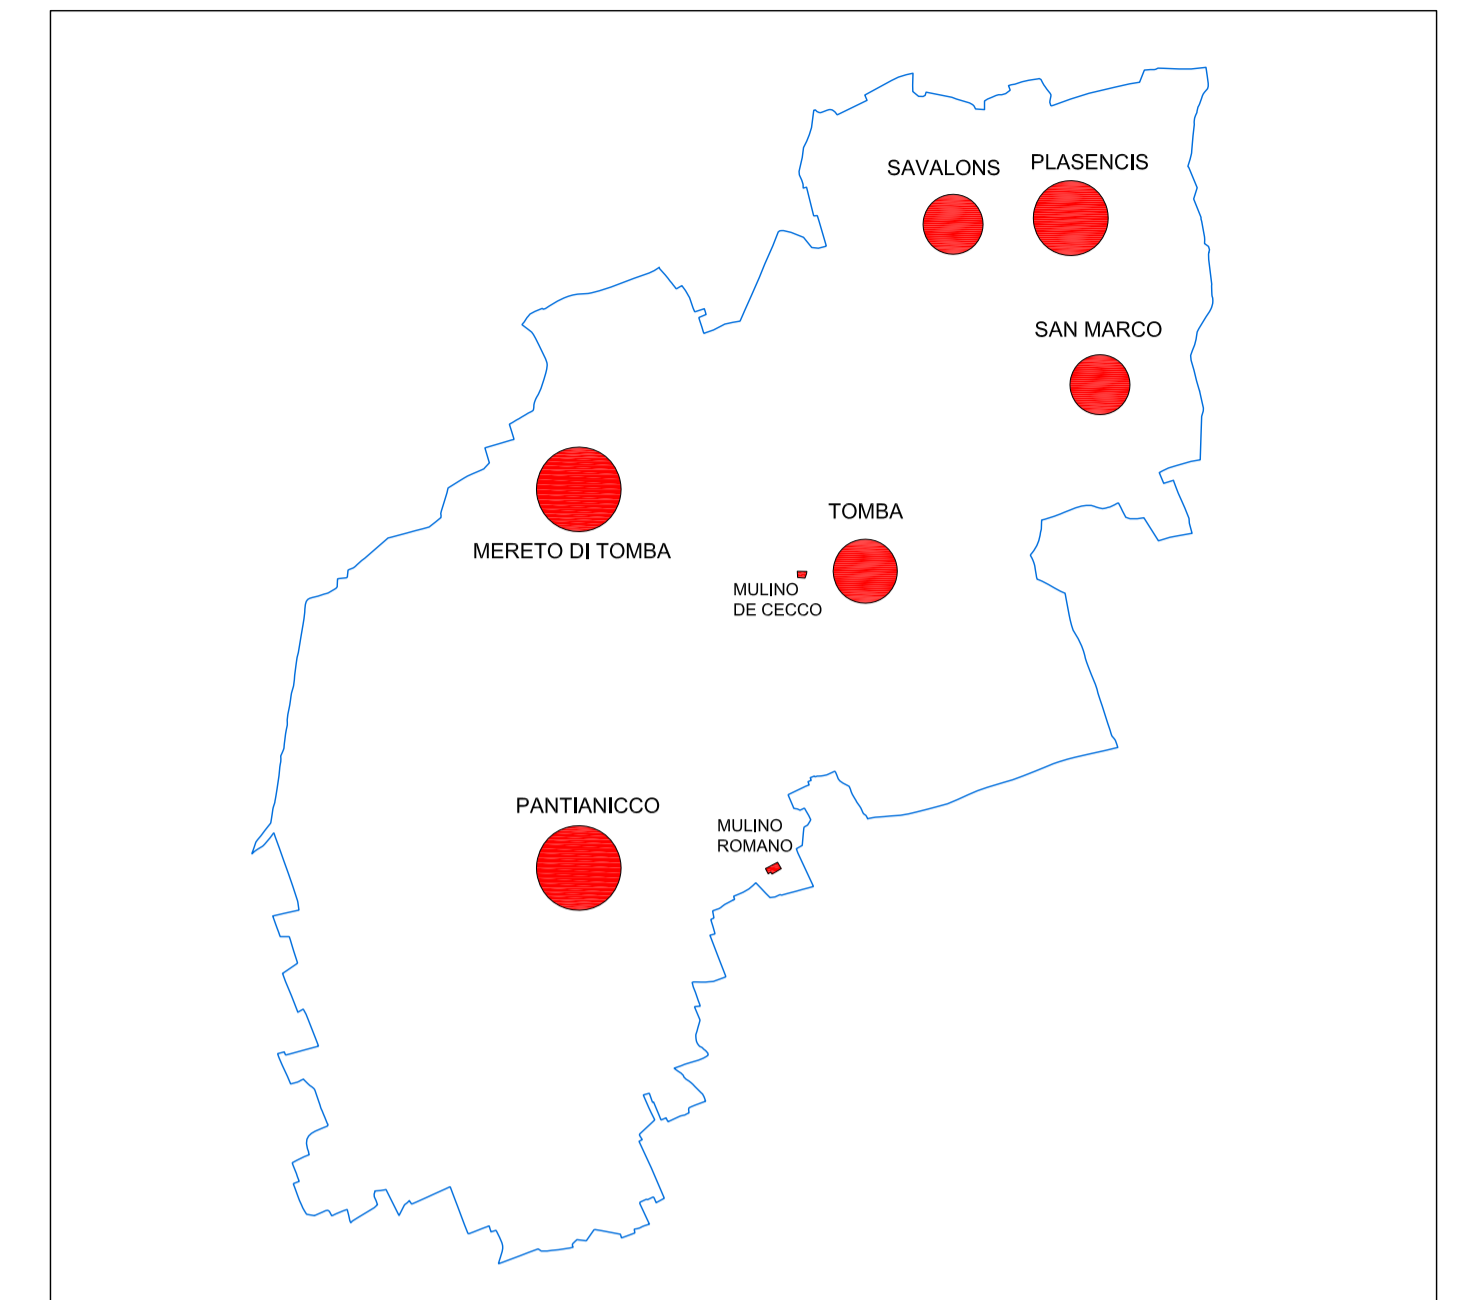 SAVALONS
PLASENCIS
SAN MARCO
TOMBA
MERETO DI TOMBA
MULINO
DE CECCO
PANTIANICCO
MULINO
ROMANO